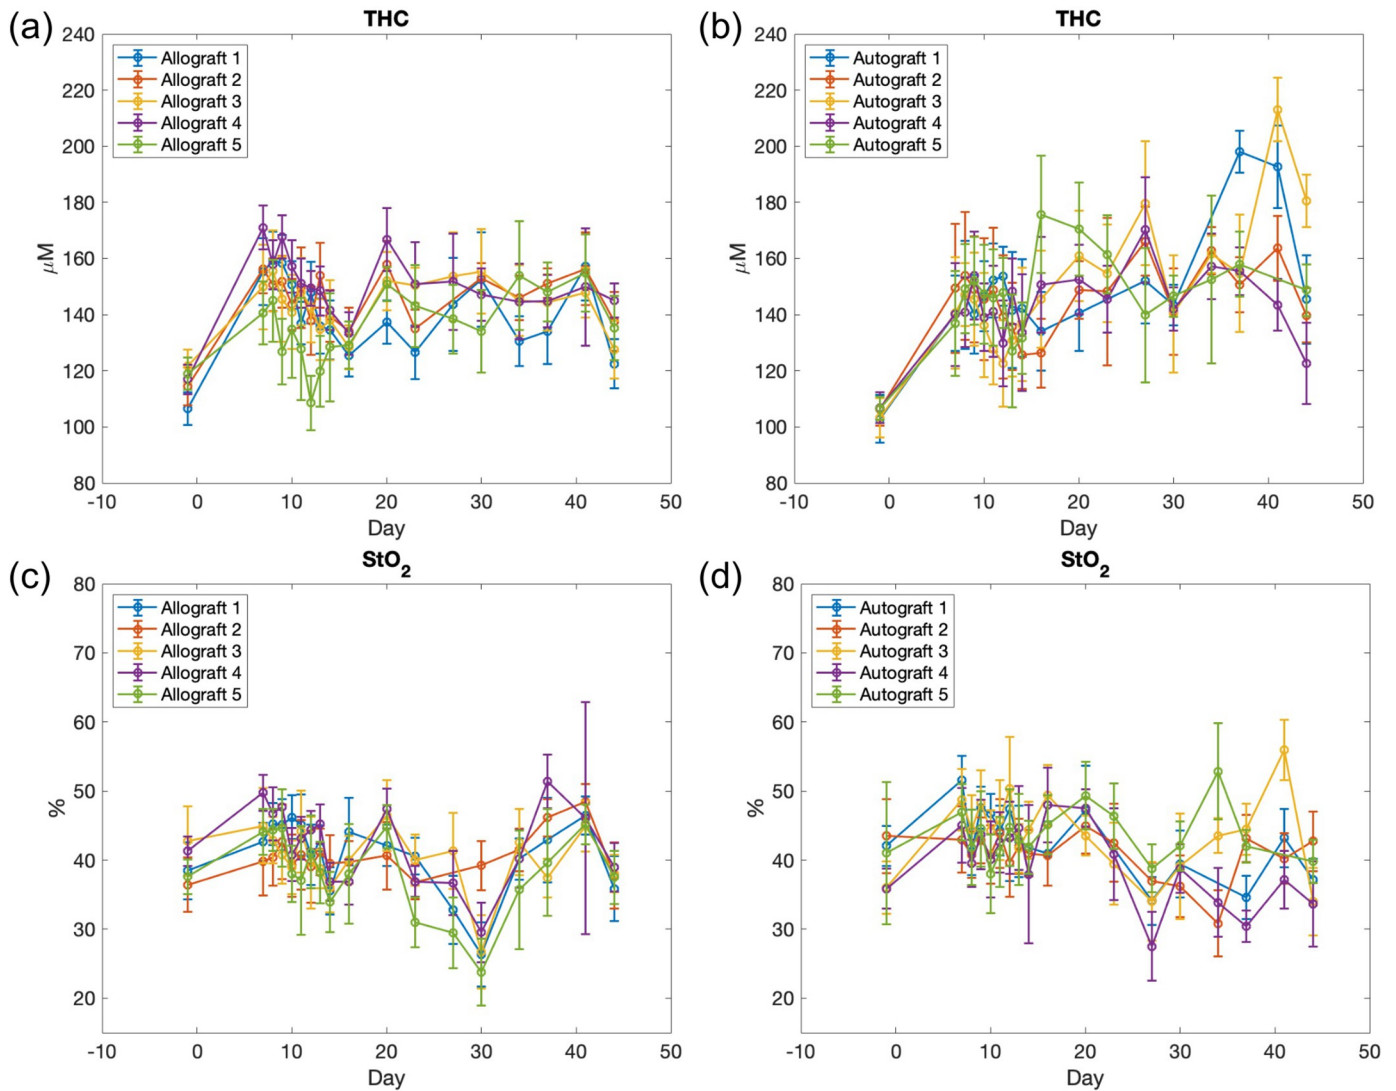 (a)
THC
240
220
200
180
160
140
120
100
80
μM
-10
0
10
20
30
40
50
Day
Allograft 1
Allograft 2
Allograft 3
Allograft 4
Allograft 5
(b)
THC
240
220
200
180
160
140
120
100
80
μM
-10
0
10
20
30
40
50
Day
Autograft 1
Autograft 2
Autograft 3
Autograft 4
Autograft 5
(c)
StO2
80
70
60
50
40
30
20
%
-10
0
10
20
30
40
50
Day
Allograft 1
Allograft 2
Allograft 3
Allograft 4
Allograft 5
(d)
StO2
80
70
60
50
40
30
20
%
-10
0
10
20
30
40
50
Day
Autograft 1
Autograft 2
Autograft 3
Autograft 4
Autograft 5